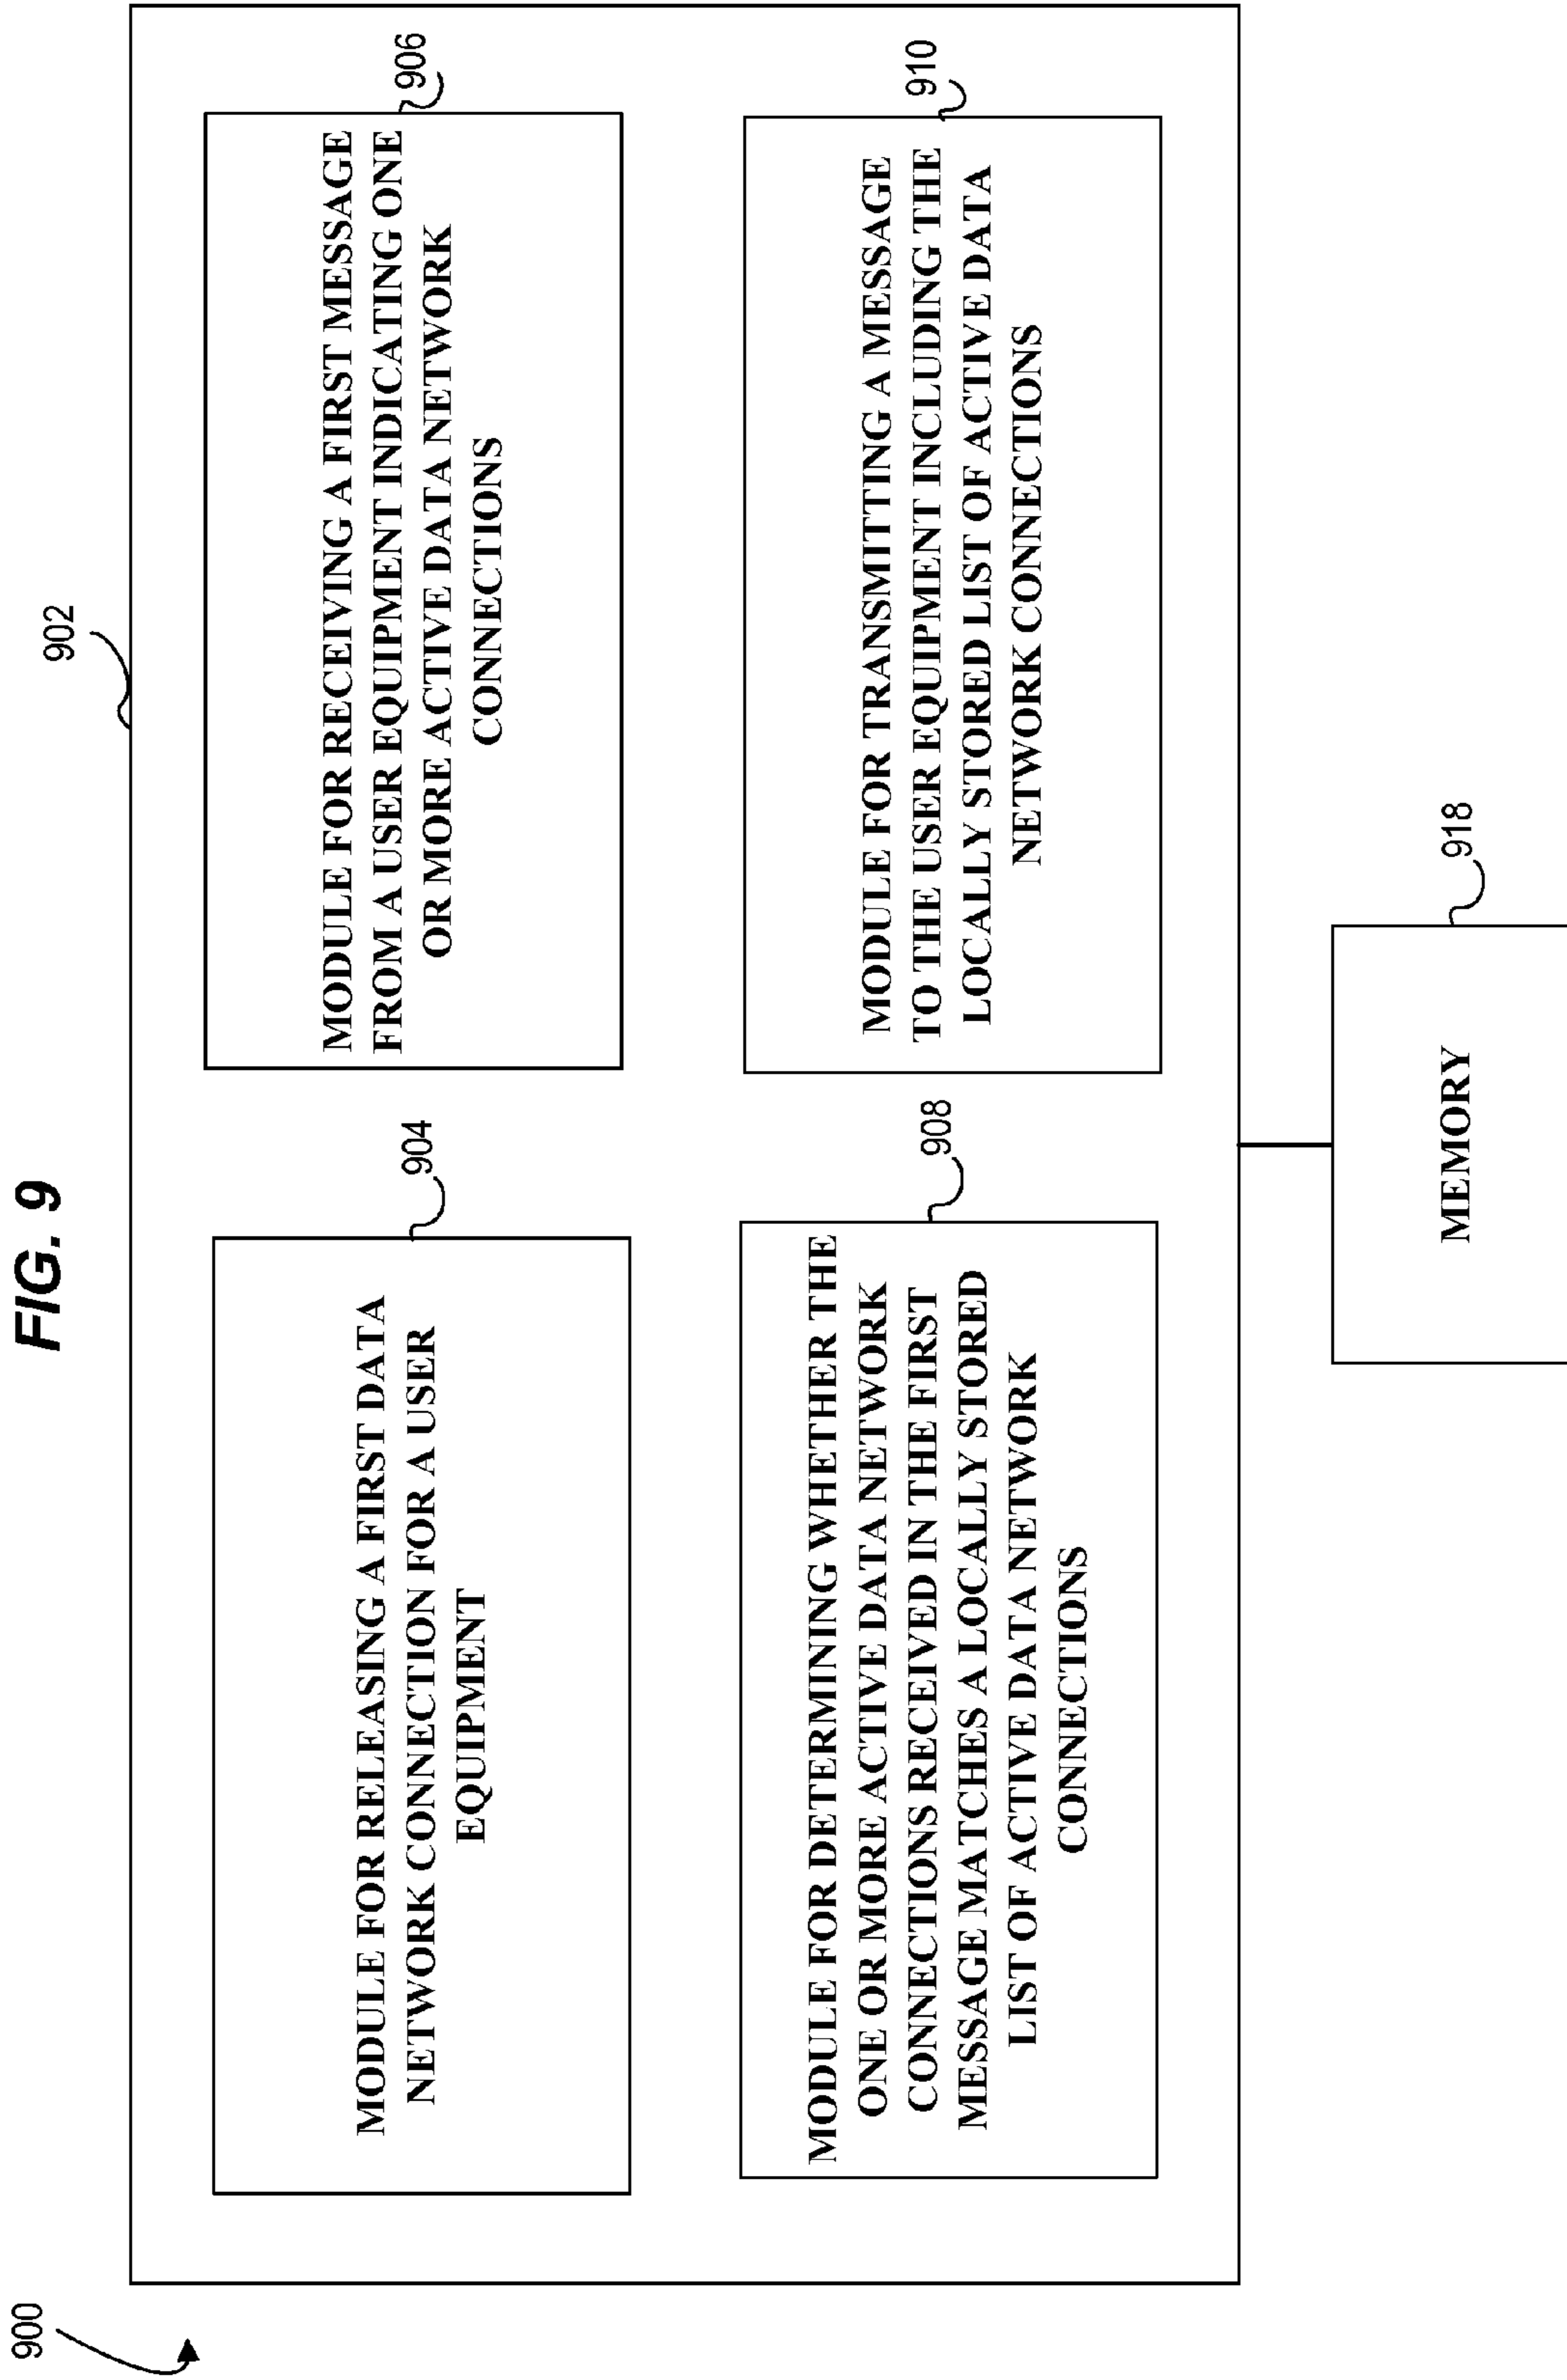 FIG. 9
900
902
904
MODULE FOR RELEASING A FIRST DATA
NETWORK CONNECTION FOR A USER
EQUIPMENT
906
MODULE FOR RECEIVING A FIRST MESSAGE
FROM A USER EQUIPMENT INDICATING ONE
OR MORE ACTIVE DATA NETWORK
CONNECTIONS
908
MODULE FOR DETERMINING WHETHER THE
ONE OR MORE ACTIVE DATA NETWORK
CONNECTIONS RECEIVED IN THE FIRST
MESSAGE MATCHES A LOCALLY STORED
LIST OF ACTIVE DATA NETWORK
CONNECTIONS
910
MODULE FOR TRANSMITTING A MESSAGE
TO THE USER EQUIPMENT INCLUDING THE
LOCALLY STORED LIST OF ACTIVE DATA
NETWORK CONNECTIONS
918
MEMORY